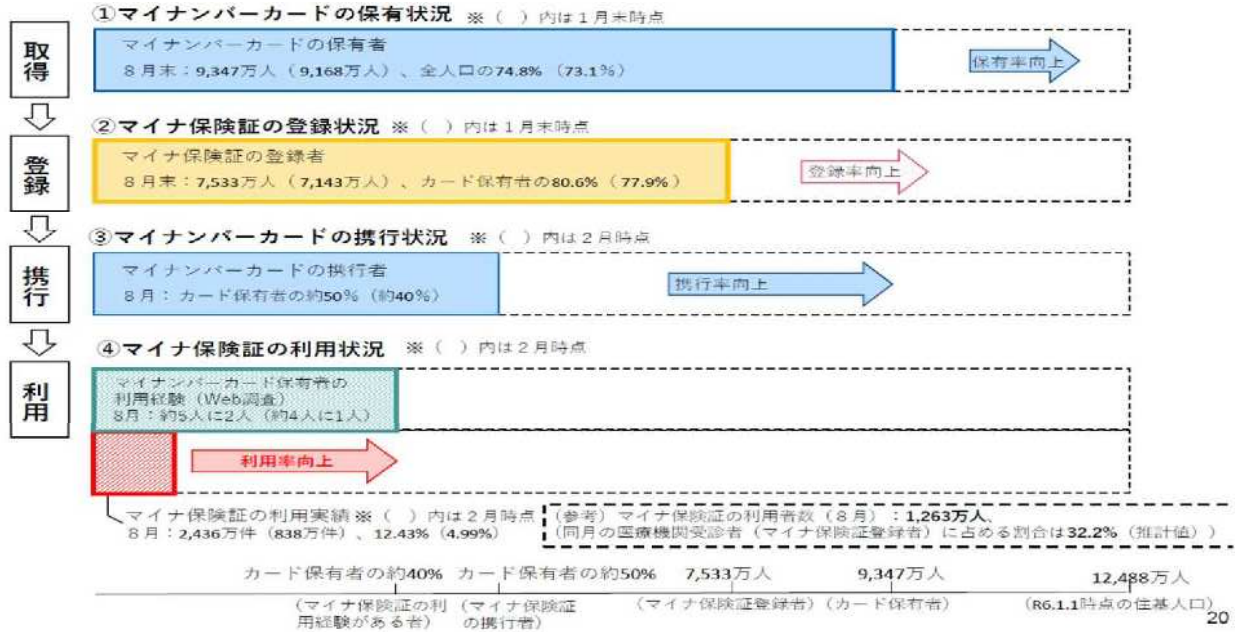 ①マイナンバーカードの保有状況 ※（ ）内は１月末時点
取得
マイナンバーカードの保有者
８月末：9,347万人（9,168万人）、全人口の74.8%（73.1%）
保有率向上
②マイナ保険証の登録状況 ※（ ）内は１月末時点
登録
マイナ保険証の登録者
８月末：7,533万人（7,143万人）、カード保有者の80.6%（77.9%）
登録率向上
③マイナンバーカードの携行状況 ※（ ）内は２月時点
携行
マイナンバーカードの携行者
８月：カード保有者の約50%（約40%）
携行率向上
④マイナ保険証の利用状況 ※（ ）内は２月時点
利用
マイナンバーカード保有者の
利用経験（Web調査）
8月：約5人に2人（約4人に1人）
利用率向上
マイナ保険証の利用実績※（ ）内は２月時点
８月：2,436万件（838万件）、12.43%（4.99%）
（参考）マイナ保険証の利用者数（８月）：1,263万人、
（同月の医療機関受診者（マイナ保険証登録者）に占める割合は32.2%（推計値））
カード保有者の約40% カード保有者の約50% 7,533万人 9,347万人 12,488万人
（マイナ保険証の利
用経験がある者）
（マイナ保険証
の携行者）
（マイナ保険証登録者）（カード保有者）
（R6.1.1時点の住基人口）
20